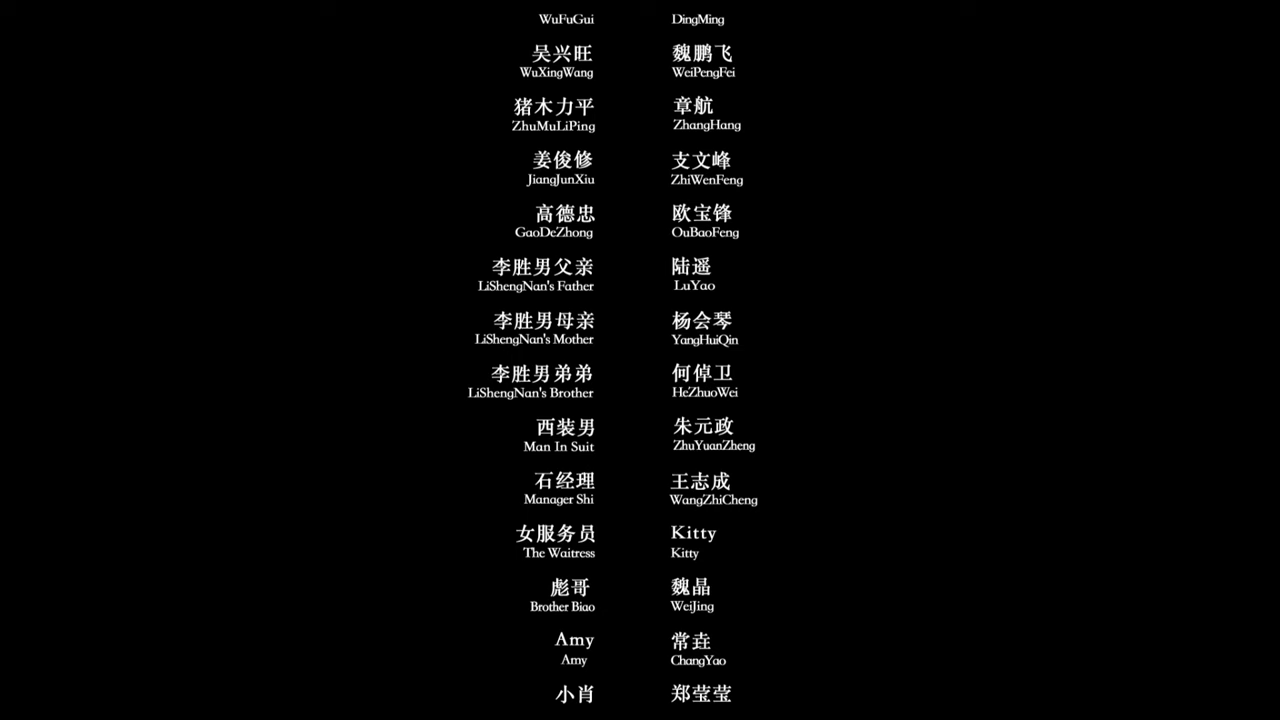 WuFuGui DingMing
吴兴旺 魏鹏飞
WuXingWang WeiPengFei
猪木力平 章航
ZhuMuLiPing ZhangHang
姜俊修 支文峰
JiangJunXiu ZhiWenFeng
高德忠 欧宝锋
GaoDeZhong OuBaoFeng
李胜男父亲 陆遥
LiShengNan's Father LuYao
李胜男母亲 杨会琴
LiShengNan's Mother YangHuiQin
李胜男弟弟 何倬卫
LiShengNan's Brother HeZhuoWei
西装男 朱元政
Man In Suit ZhuYuanZheng
石经理 王志成
Manager Shi WangZhiCheng
女服务员 Kitty
The Waitress Kitty
彪哥 魏晶
Brother Biao WeiJing
Amy 常垚
Amy ChangYao
小肖 郑莹莹